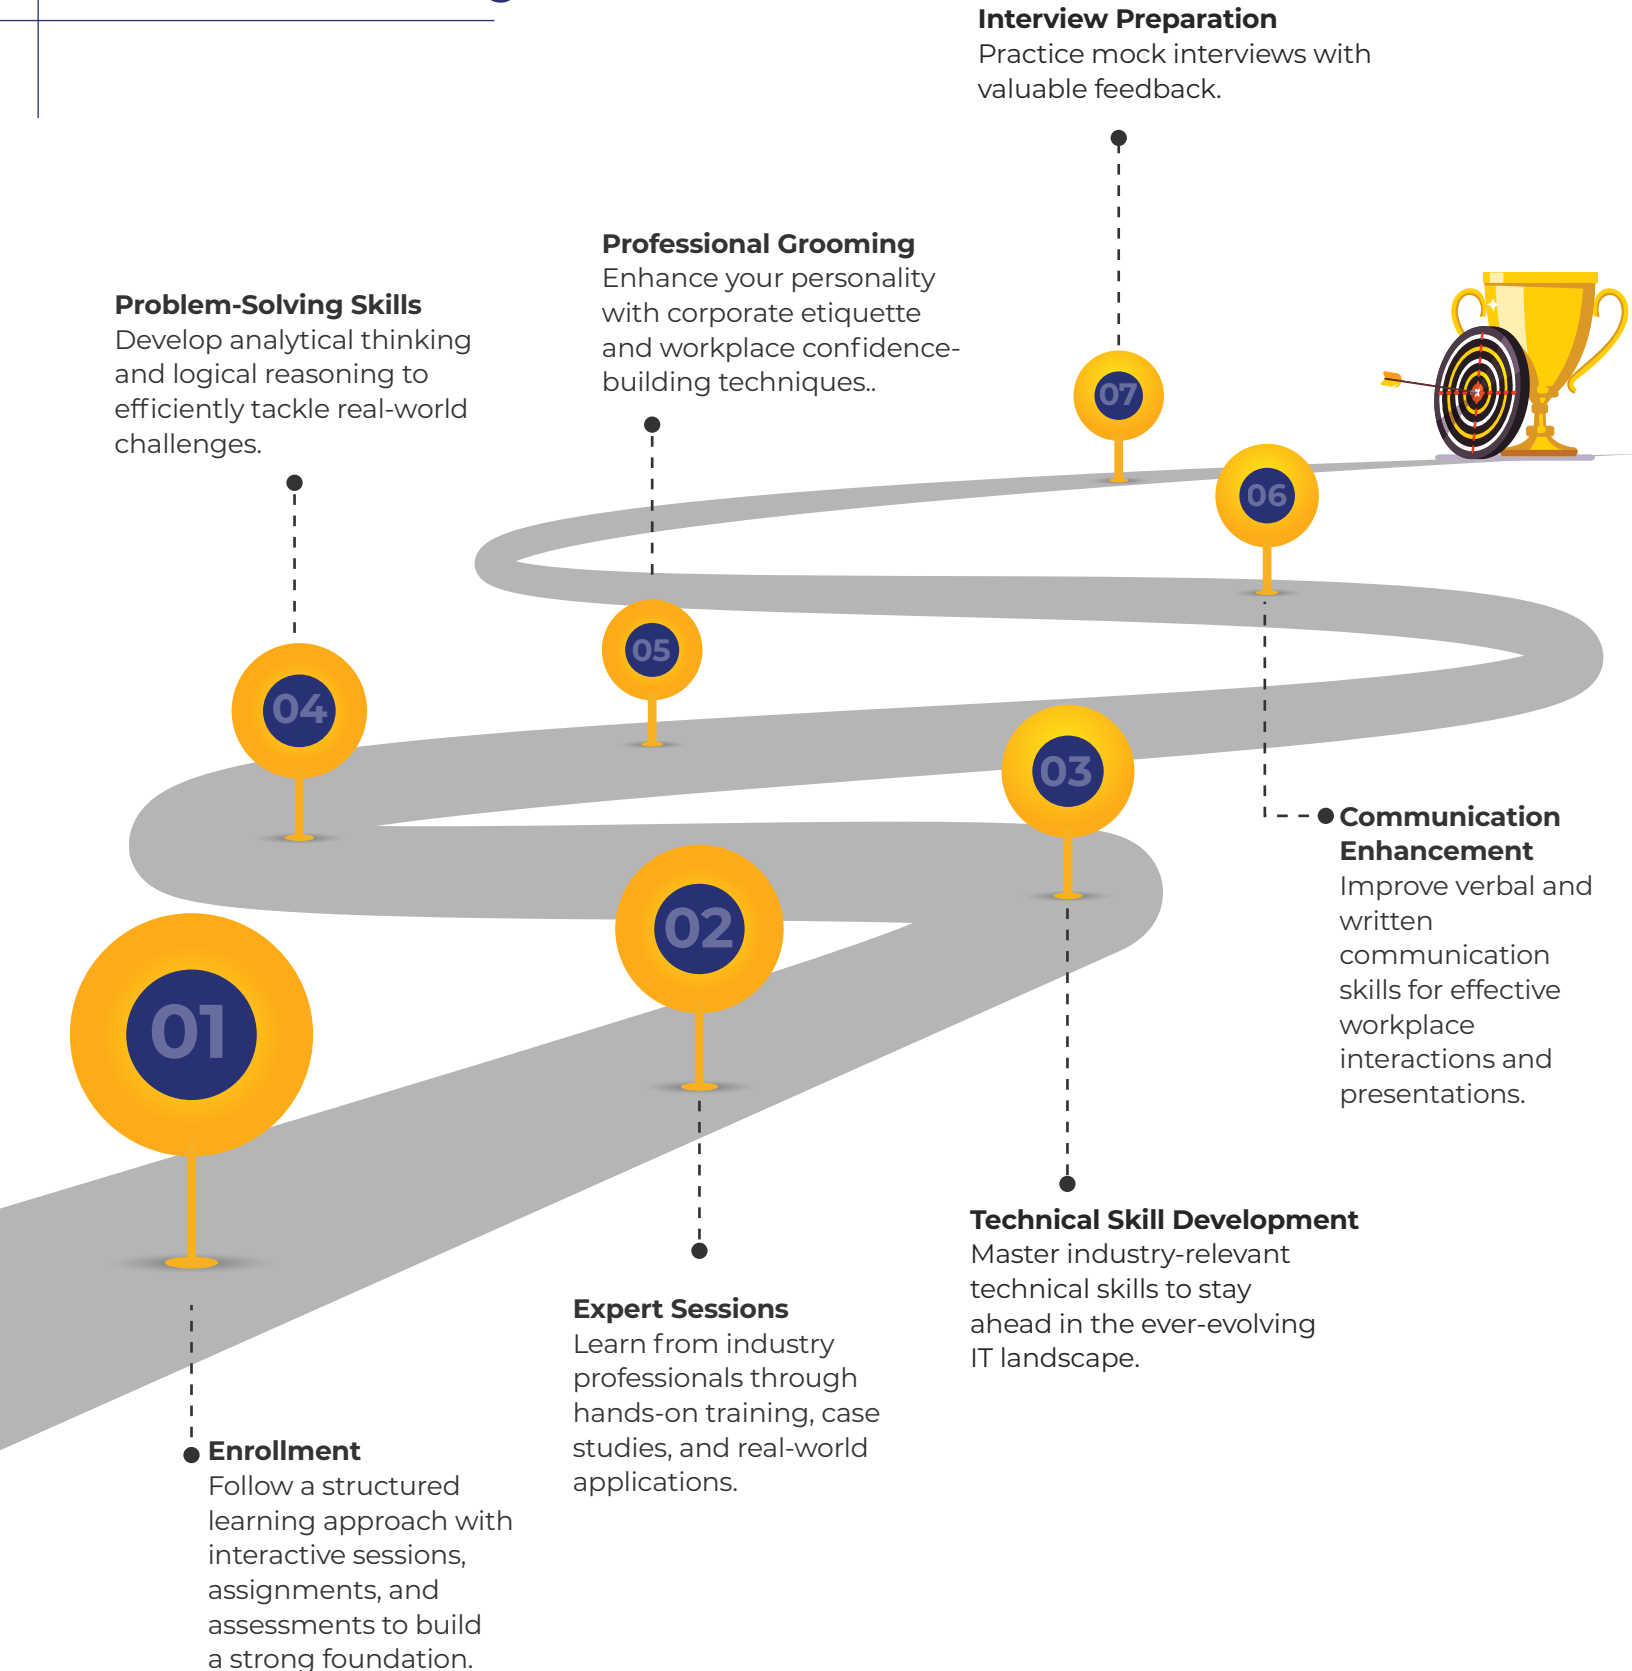 Interview Preparation
Practice mock interviews with
valuable feedback.
Professional Grooming
Enhance your personality
with corporate etiquette
and workplace confidence-
building techniques..
Problem-Solving Skills
Develop analytical thinking
and logical reasoning to
efficiently tackle real-world
challenges.
07
06
05
04
03
02
01
Communication
Enhancement
Improve verbal and
written
communication
skills for effective
workplace
interactions and
presentations.
Technical Skill Development
Master industry-relevant
technical skills to stay
ahead in the ever-evolving
IT landscape.
Expert Sessions
Learn from industry
professionals through
hands-on training, case
studies, and real-world
applications.
Enrollment
Follow a structured
learning approach with
interactive sessions,
assignments, and
assessments to build
a strong foundation.